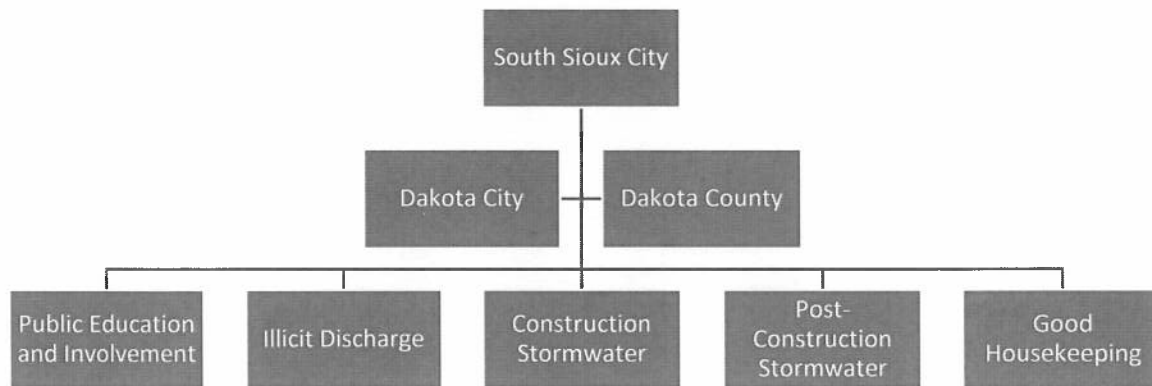 South Sioux City
Dakota City
Dakota County
Public Education
and Involvement
Illicit Discharge
Construction
Stormwater
Post-
Construction
Stormwater
Good
Housekeeping